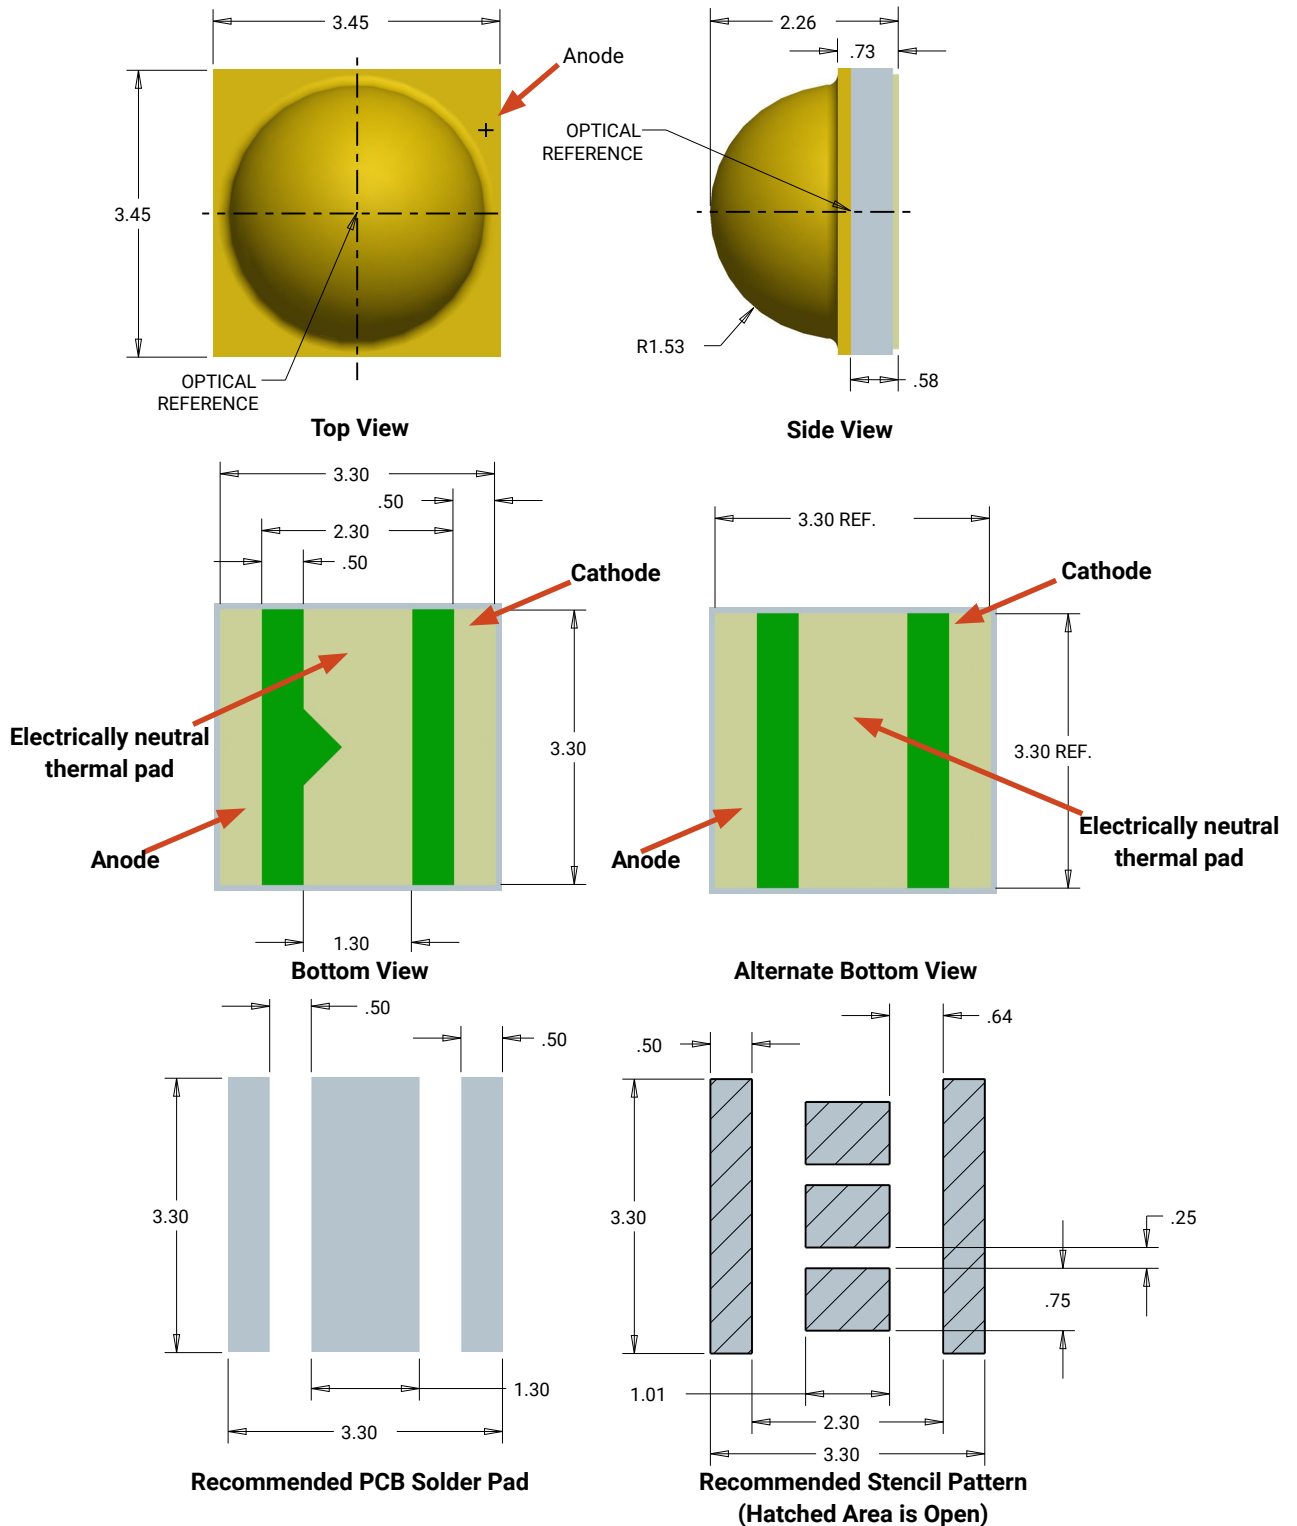 3.45
Anode
+
3.45
OPTICAL
REFERENCE
Top View
2.26
.73
OPTICAL
REFERENCE
R1.53
.58
Side View
3.30
.50
2.30
.50
Cathode
Electrically neutral
thermal pad
3.30
Anode
1.30
Bottom View
3.30 REF.
Cathode
3.30 REF.
Electrically neutral
thermal pad
Anode
Alternate Bottom View
.50
.50
3.30
1.30
3.30
Recommended PCB Solder Pad
.64
.50
3.30
.25
.75
1.01
2.30
3.30
Recommended Stencil Pattern
(Hatched Area is Open)